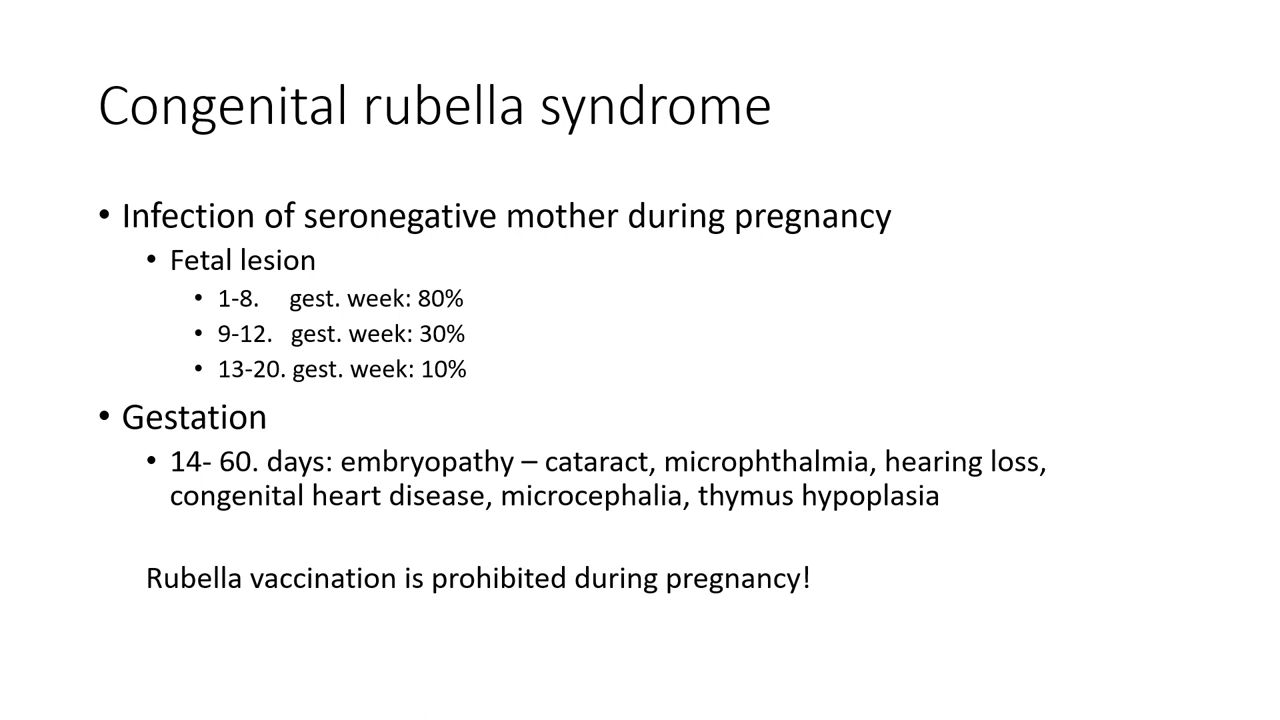 Congenital rubella syndrome
• Infection of seronegative mother during pregnancy
• Fetal lesion
• 1-8. gest. week: 80%
• 9-12. gest. week: 30%
• 13-20. gest. week: 10%
• Gestation
• 14- 60. days: embryopathy – cataract, microphthalmia, hearing loss,
congenital heart disease, microcephalia, thymus hypoplasia
Rubella vaccination is prohibited during pregnancy!